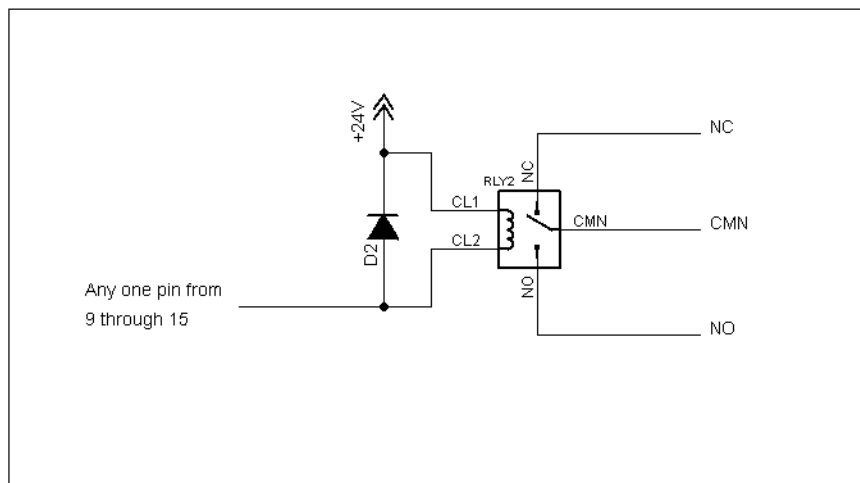 +24V
NC
NC
RLY2
CL1
CMN
CMN
CL2
D2
NO
Any one pin from
9 through 15
NO